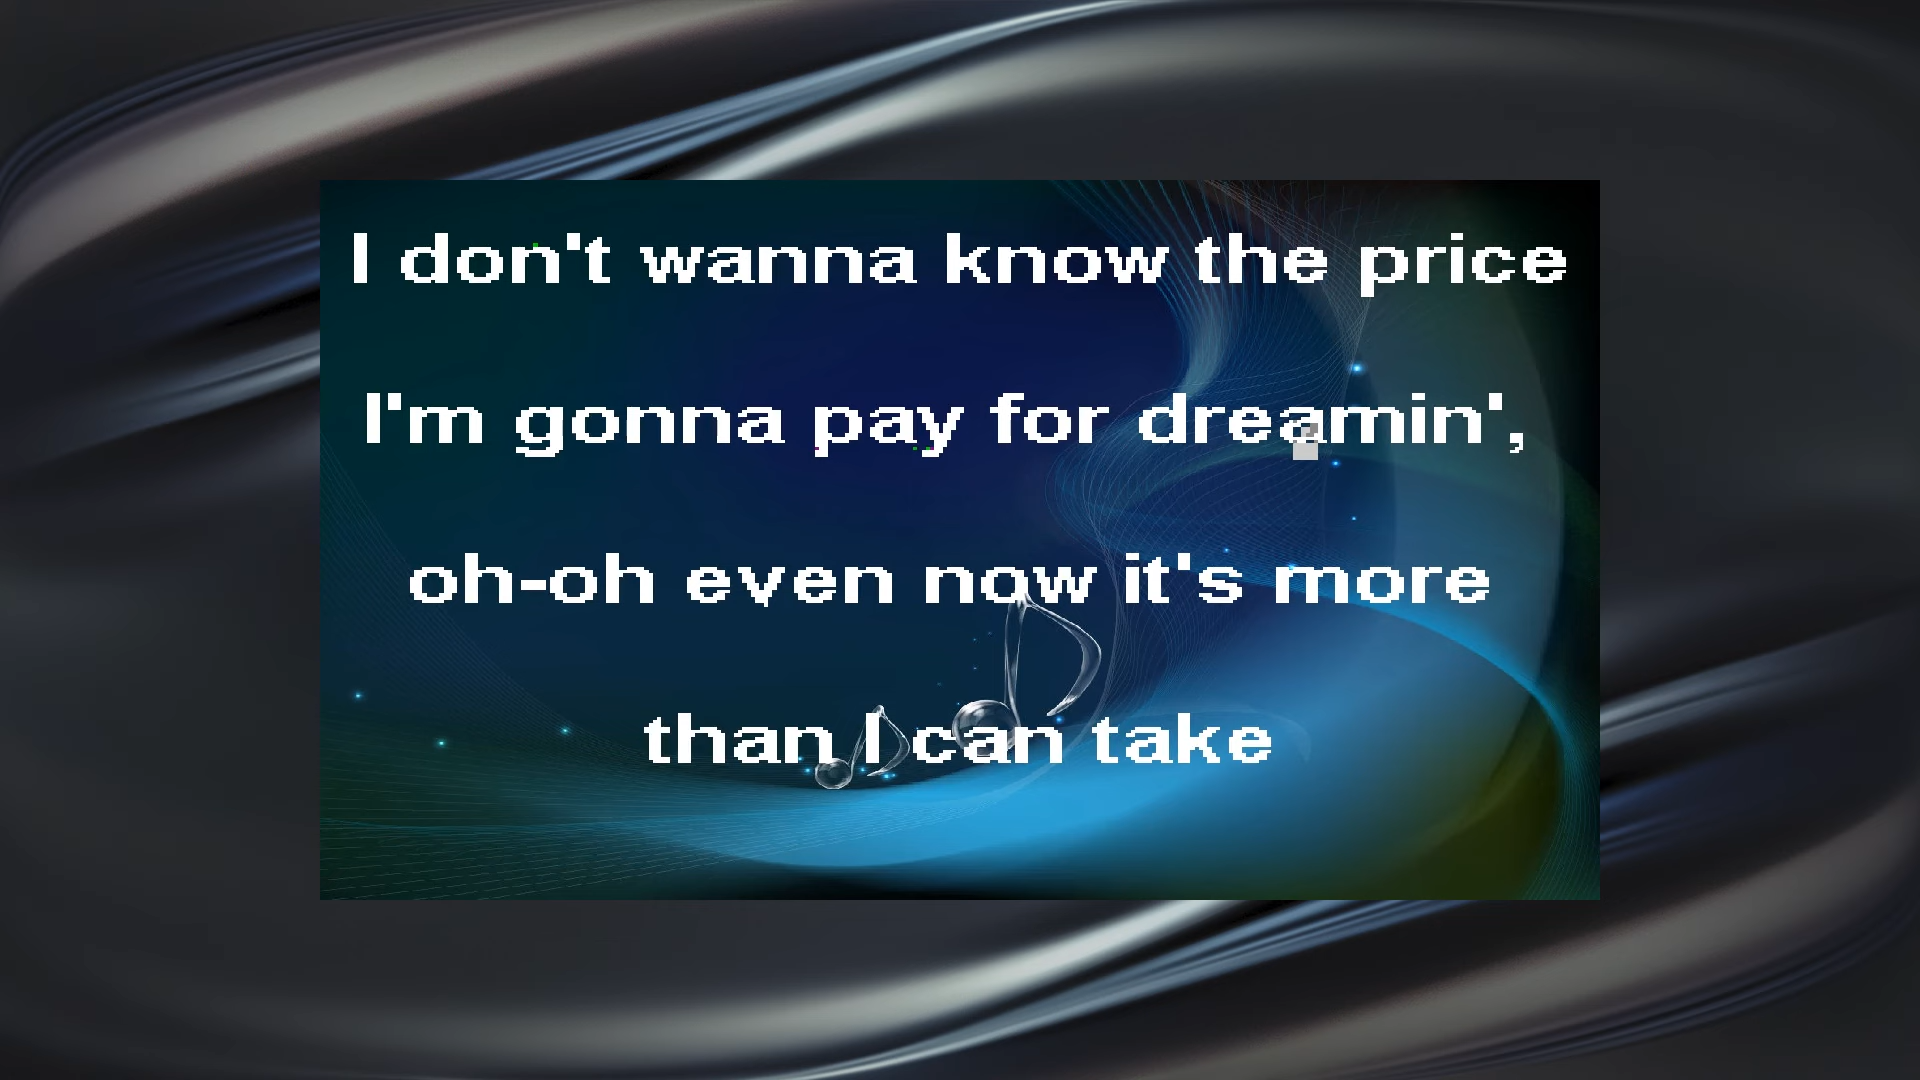 I don't wanna know the price
I'm gonna pay for dreamin',
oh-oh even now it's more
than I can take